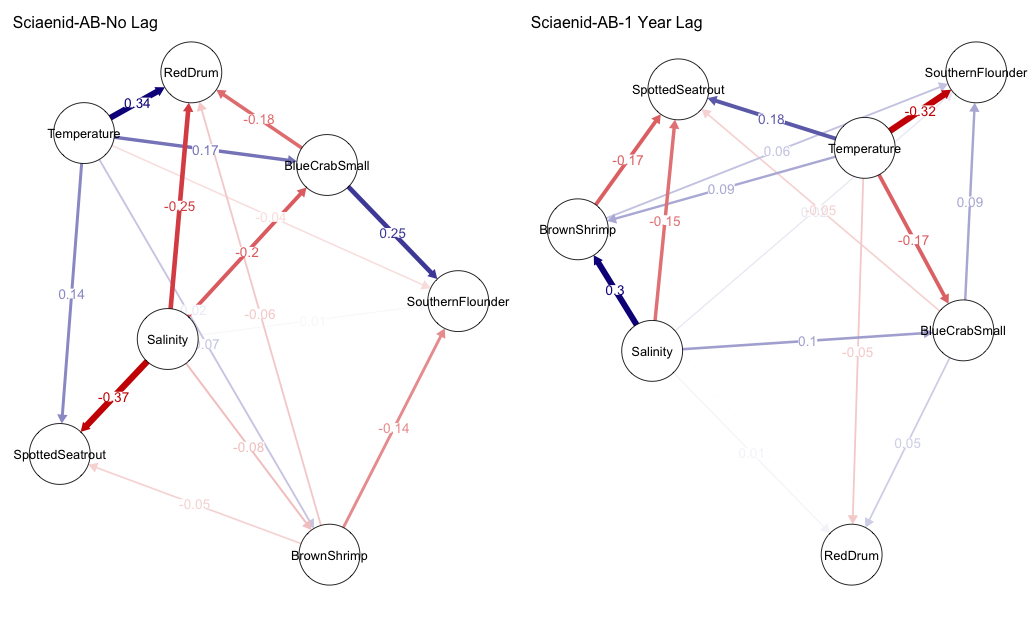 Sciaenid-AB-No Lag
RedDrum
0.34
Temperature
-0.18
0.17
BlueCrabSmall
-0.25
-0.04
0.25
-0.2
0.14
SouthernFlounder
0.02
-0.06
0.01
Salinity
0.07
-0.37
-0.14
-0.08
SpottedSeatrout
-0.05
BrownShrimp
Sciaenid-AB-1 Year Lag
SouthernFlounder
SpottedSeatrout
-0.32
0.18
Temperature
0.06
-0.17
0.09
0.09
-0.05
-0.15
BrownShrimp
-0.17
0.3
BlueCrabSmall
0.1
Salinity
-0.05
0.05
0.01
RedDrum